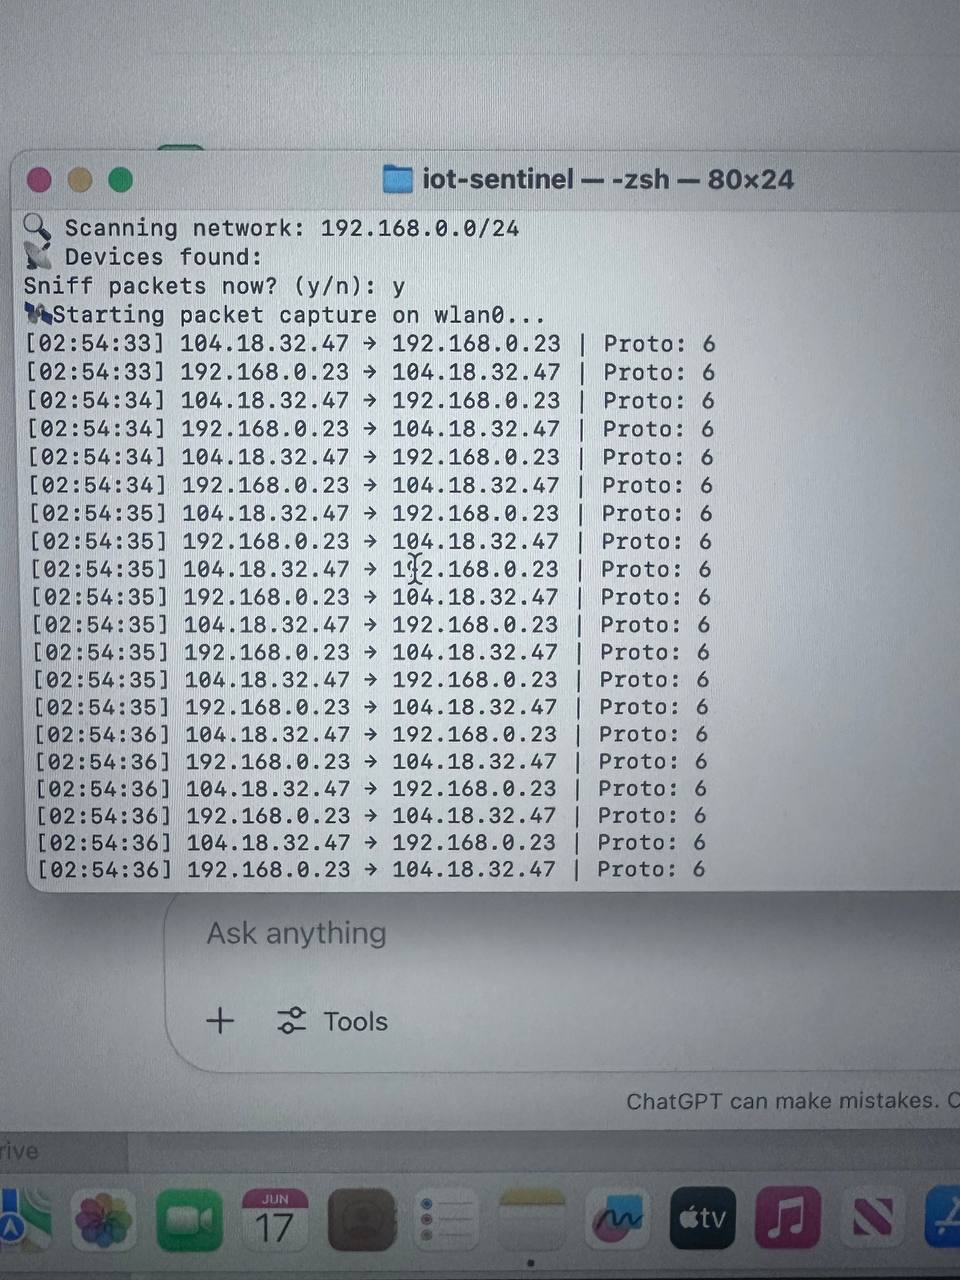 iot-sentinel — -zsh — 80×24
Scanning network: 192.168.0.0/24
Devices found:
Sniff packets now? (y/n): y
Starting packet capture on wlan0...
[02:54:33] 104.18.32.47 → 192.168.0.23 | Proto: 6
[02:54:33] 192.168.0.23 → 104.18.32.47 | Proto: 6
[02:54:34] 104.18.32.47 → 192.168.0.23 | Proto: 6
[02:54:34] 192.168.0.23 → 104.18.32.47 | Proto: 6
[02:54:34] 104.18.32.47 → 192.168.0.23 | Proto: 6
[02:54:34] 192.168.0.23 → 104.18.32.47 | Proto: 6
[02:54:35] 104.18.32.47 → 192.168.0.23 | Proto: 6
[02:54:35] 192.168.0.23 → 104.18.32.47 | Proto: 6
[02:54:35] 104.18.32.47 → 192.168.0.23 | Proto: 6
[02:54:35] 192.168.0.23 → 104.18.32.47 | Proto: 6
[02:54:35] 104.18.32.47 → 192.168.0.23 | Proto: 6
[02:54:35] 192.168.0.23 → 104.18.32.47 | Proto: 6
[02:54:35] 104.18.32.47 → 192.168.0.23 | Proto: 6
[02:54:35] 192.168.0.23 → 104.18.32.47 | Proto: 6
[02:54:36] 104.18.32.47 → 192.168.0.23 | Proto: 6
[02:54:36] 192.168.0.23 → 104.18.32.47 | Proto: 6
[02:54:36] 104.18.32.47 → 192.168.0.23 | Proto: 6
[02:54:36] 192.168.0.23 → 104.18.32.47 | Proto: 6
[02:54:36] 104.18.32.47 → 192.168.0.23 | Proto: 6
[02:54:36] 192.168.0.23 → 104.18.32.47 | Proto: 6
Ask anything
Tools
ChatGPT can make mistakes. C
rive
JUN
17
tv